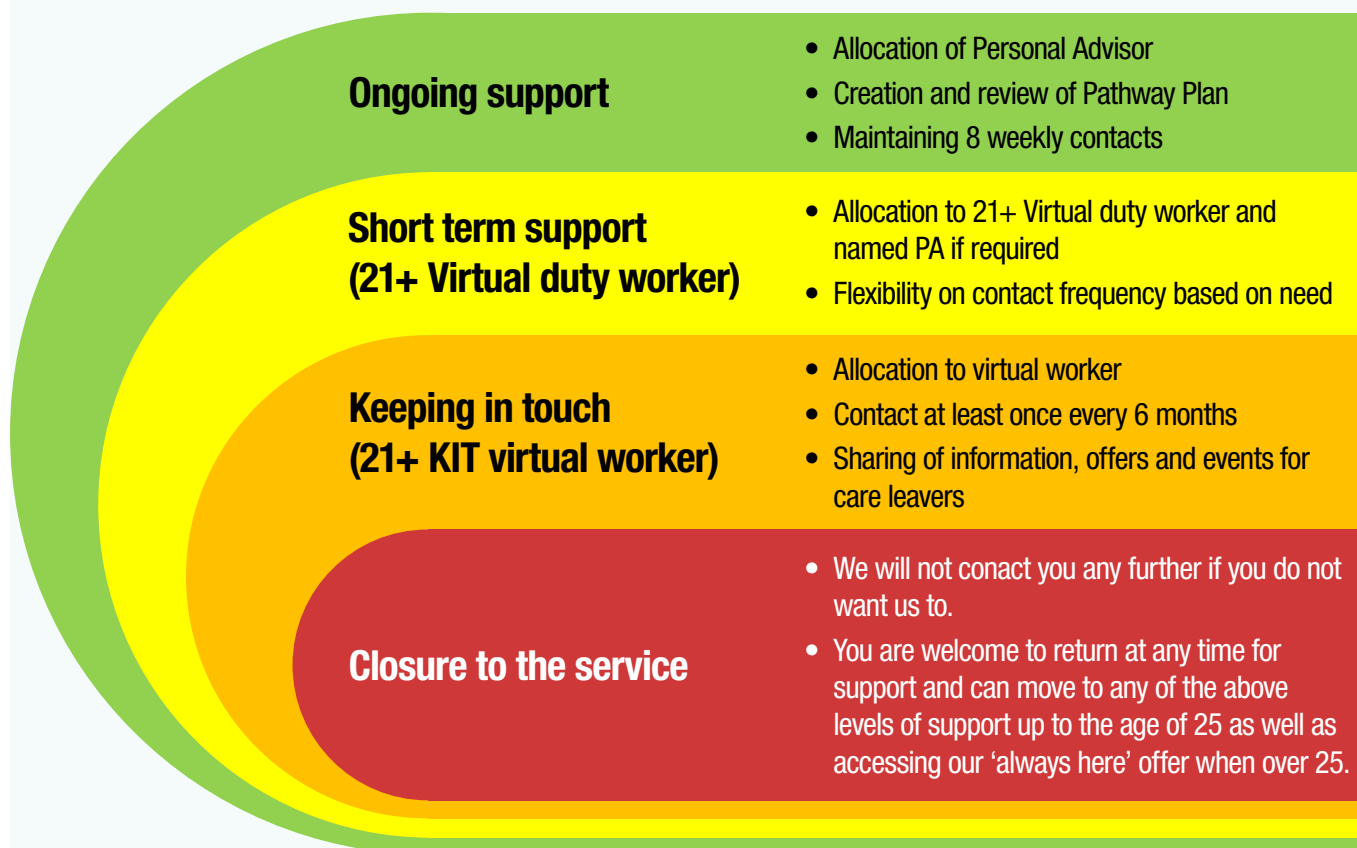 Ongoing support
• Allocation of Personal Advisor
• Creation and review of Pathway Plan
• Maintaining 8 weekly contacts
Short term support
(21+ Virtual duty worker)
• Allocation to 21+ Virtual duty worker and
named PA if required
• Flexibility on contact frequency based on need
Keeping in touch
(21+ KIT virtual worker)
• Allocation to virtual worker
• Contact at least once every 6 months
• Sharing of information, offers and events for
care leavers
Closure to the service
• We will not conact you any further if you do not
want us to.
• You are welcome to return at any time for
support and can move to any of the above
levels of support up to the age of 25 as well as
accessing our ‘always here’ offer when over 25.